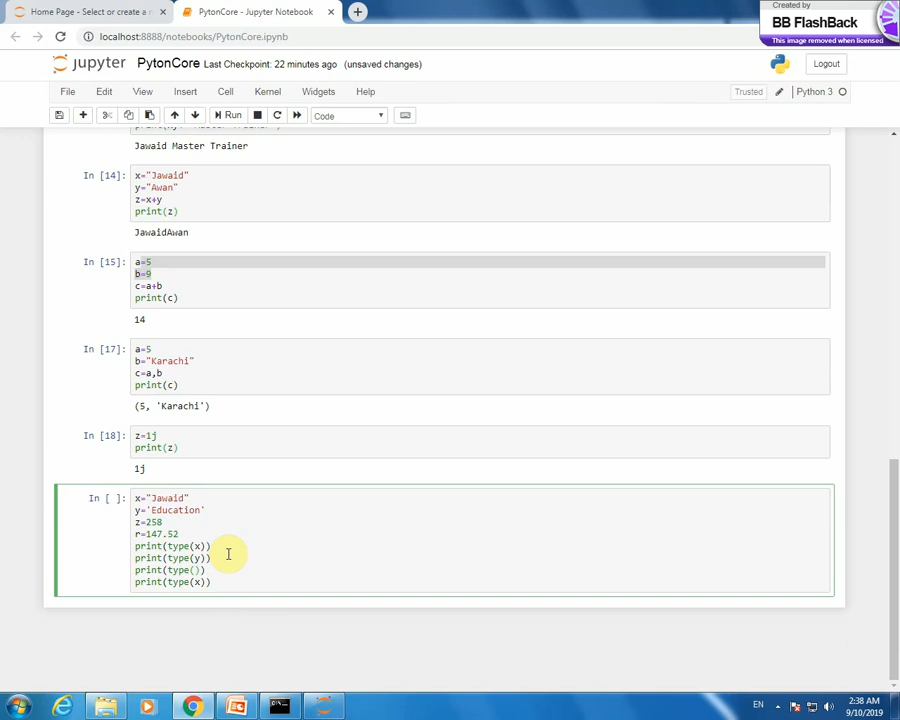 Created by
BB FlashBack
This image removed when licensed
Home Page - Select or create a n
PytonCore - Jupyter Notebook
localhost:8888/notebooks/PytonCore.ipynb
jupyter PytonCore Last Checkpoint: 22 minutes ago (unsaved changes)
Logout
File Edit View Insert Cell Kernel Widgets Help
Trusted
Python 3
Run
Code
Jawaid Master Trainer
In [14]:
x="Jawaid"
y="Awan"
z=x+y
print(z)
JawaidAwan
In [15]:
a=5
b=9
c=a+b
print(c)
14
In [17]:
a=5
b="Karachi"
c=a,b
print(c)
(5, 'Karachi')
In [18]:
z=1j
print(z)
1j
In [ ]:
x="Jawaid"
y='Education'
z=258
r=147.52
print(type(x))
print(type(y))
print(type())
print(type(x))
EN
2:38 AM
9/10/2019